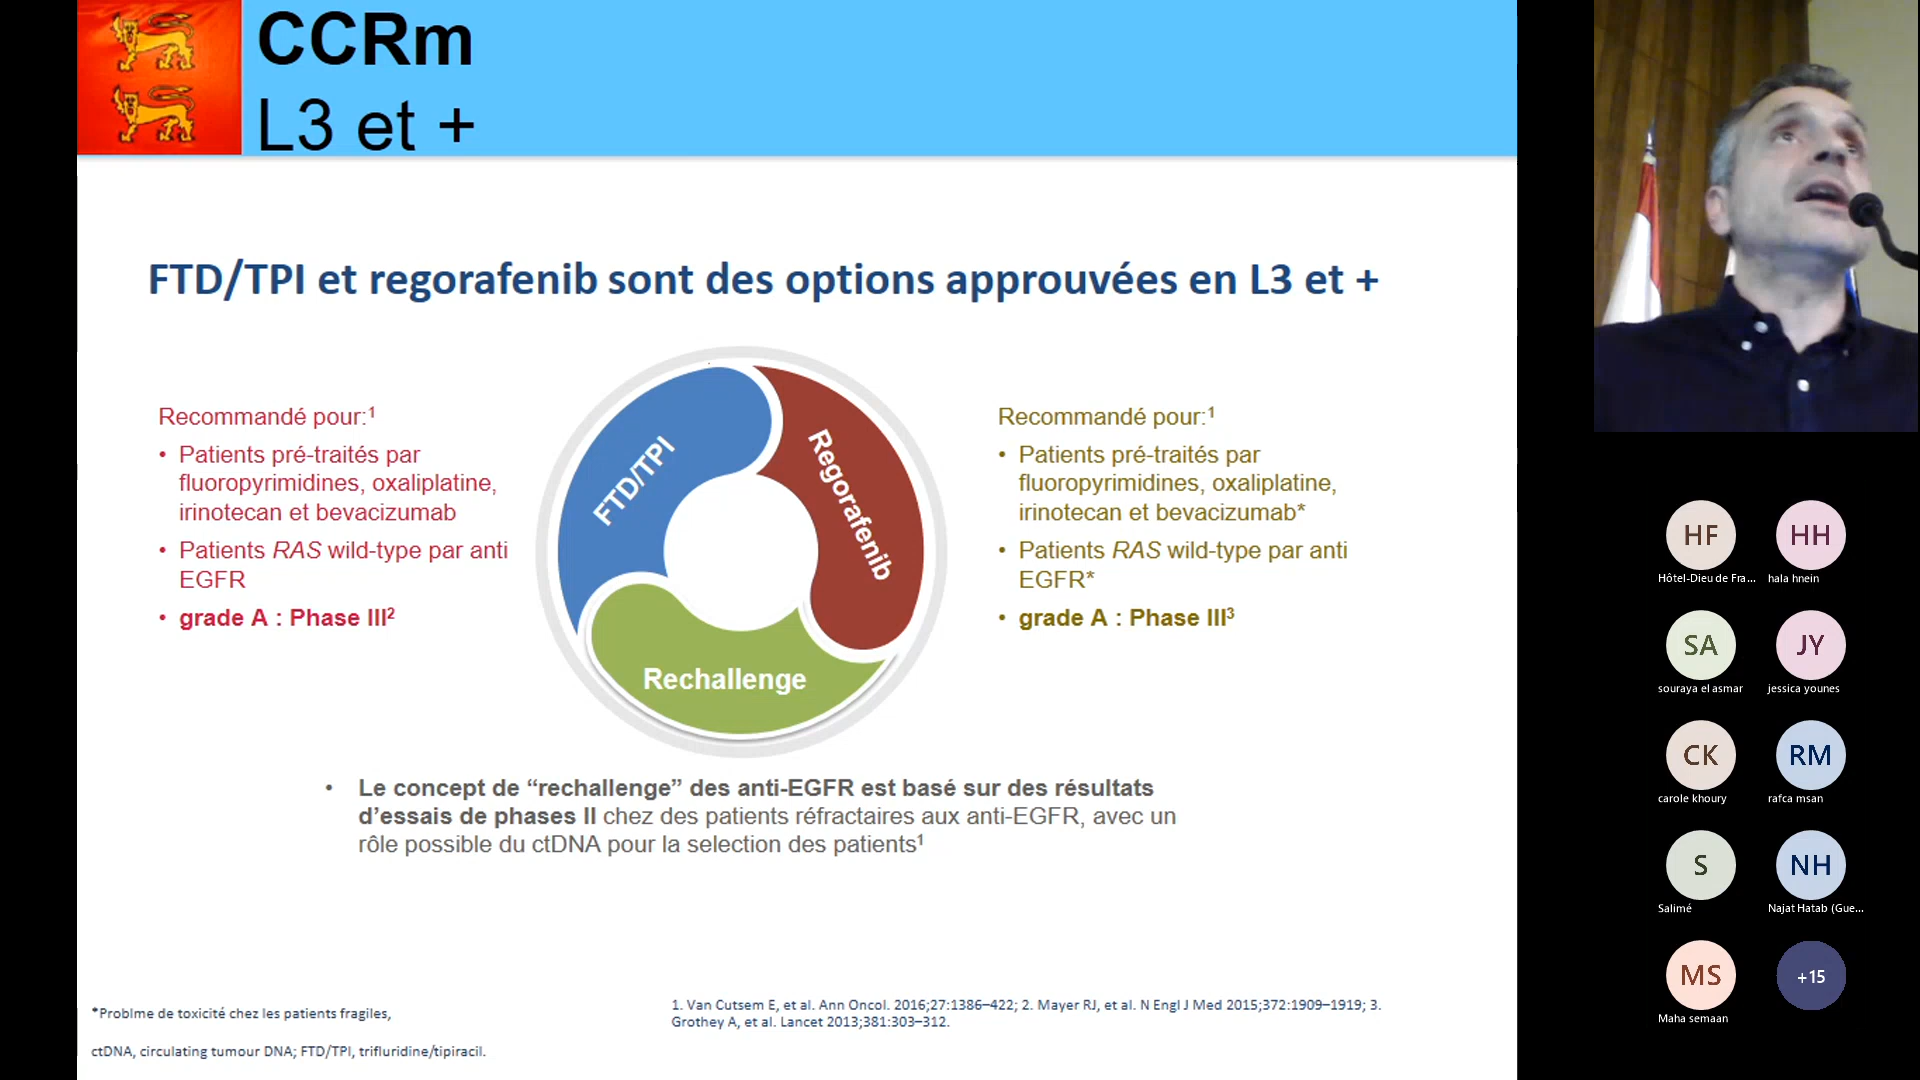 CCRm
L3 et +
FTD/TPI et regorafenib sont des options approuvées en L3 et +
Recommandé pour:¹
• Patients pré-traités par
fluoropyrimidines, oxaliplatine,
irinotecan et bevacizumab
• Patients RAS wild-type par anti
EGFR
• grade A : Phase III²
FTD/TPI
Regorafenib
Rechallenge
Recommandé pour:¹
• Patients pré-traités par
fluoropyrimidines, oxaliplatine,
irinotecan et bevacizumab*
• Patients RAS wild-type par anti
EGFR*
• grade A : Phase III³
• Le concept de “rechallenge” des anti-EGFR est basé sur des résultats
d’essais de phases II chez des patients réfractaires aux anti-EGFR, avec un
rôle possible du ctDNA pour la selection des patients¹
*Problme de toxicité chez les patients fragiles,
ctDNA, circulating tumour DNA; FTD/TPI, trifluridine/tipiracil.
1. Van Cutsem E, et al. Ann Oncol. 2016;27:1386–422; 2. Mayer RJ, et al. N Engl J Med 2015;372:1909–1919; 3.
Grothey A, et al. Lancet 2013;381:303–312.
HF
Hôtel-Dieu de Fra...
HH
hala hnein
SA
souraya el asmar
JY
jessica younes
CK
carole khoury
RM
rafca msan
S
Salimé
NH
Najat Hatab (Gue...
MS
Maha semaan
+15